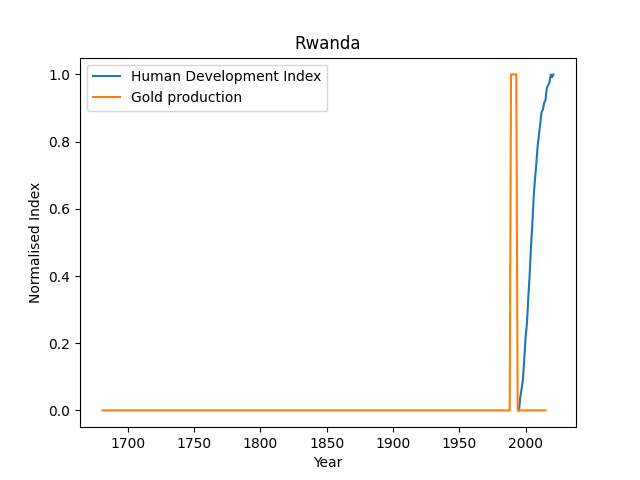 Rwanda
Human Development Index
Gold production
1.0
0.8
0.6
0.4
0.2
0.0
Normalised Index
1700 1750 1800 1850 1900 1950 2000
Year